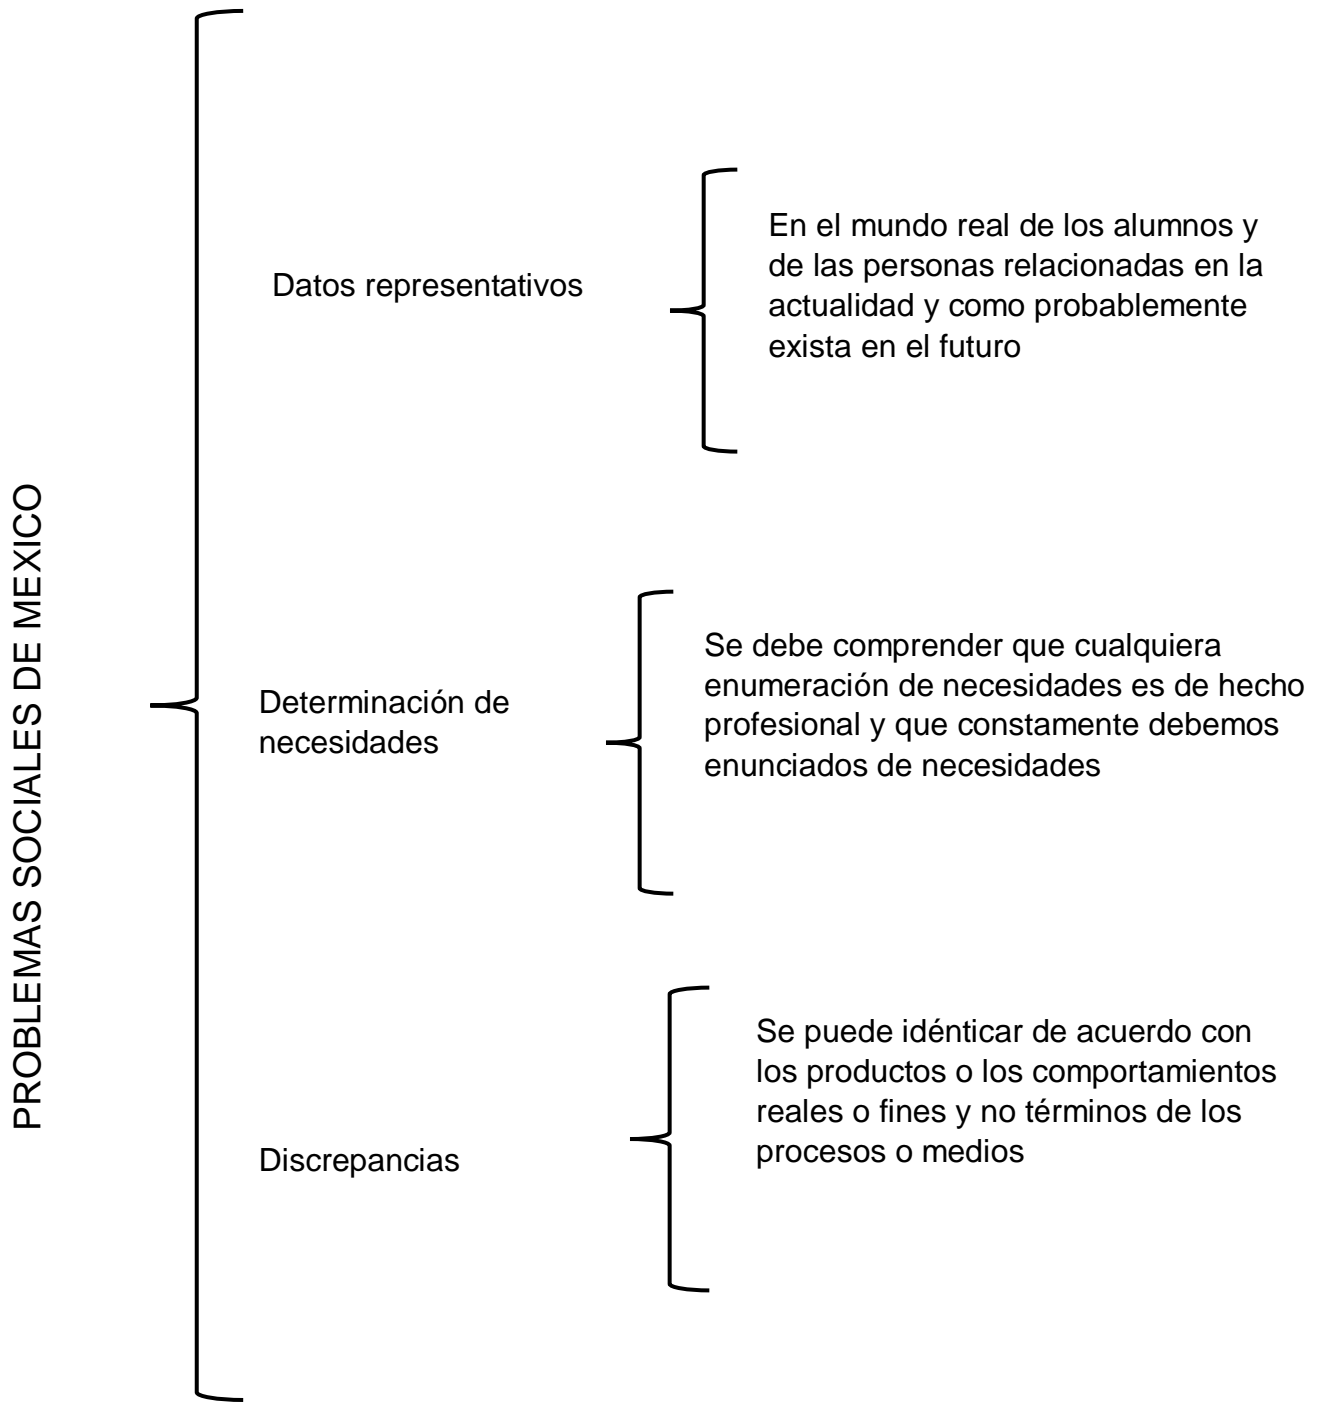 PROBLEMAS SOCIALES DE MEXICO
Datos representativos
En el mundo real de los alumnos y
de las personas relacionadas en la
actualidad y como probablemente
exista en el futuro
Determinación de
necesidades
Se debe comprender que cualquiera
enumeración de necesidades es de hecho
profesional y que constamente debemos
enunciados de necesidades
Discrepancias
Se puede idénticar de acuerdo con
los productos o los comportamientos
reales o fines y no términos de los
procesos o medios